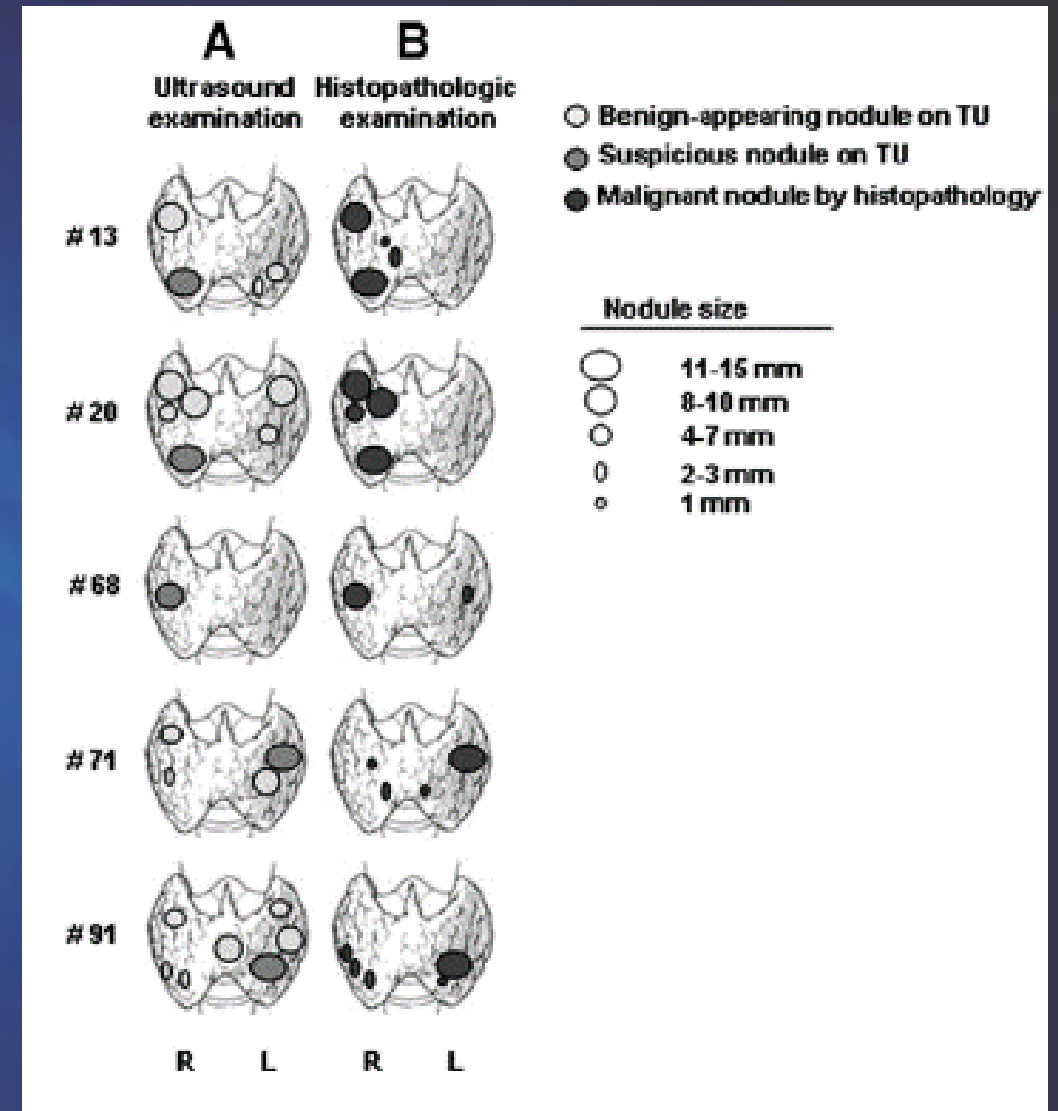 A
B
Ultrasound examination
Histopathologic examination
Benign-appearing nodule on TU
Suspicious nodule on TU
Malignant nodule by histopathology
#13
Nodule size
11-15 mm
#20
8-10 mm
4-7 mm
2-3 mm
1 mm
#68
#71
#91
R L R L